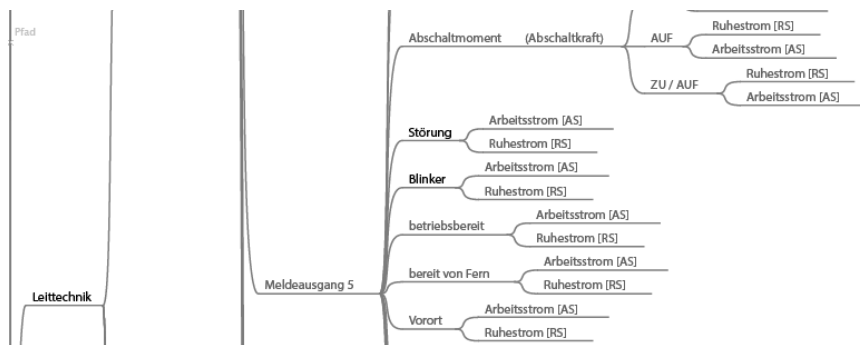 Pfad
Ruhestrom [RS]
Abschaltmoment (Abschaltkraft) AUF
Arbeitsstrom [AS]
Ruhestrom [RS]
ZU / AUF
Arbeitsstrom [AS]
Arbeitsstrom [AS]
Störung
Ruhestrom [RS]
Arbeitsstrom [AS]
Blinker
Ruhestrom [RS]
Arbeitsstrom [AS]
betriebsbereit
Ruhestrom [RS]
Arbeitsstrom [AS]
bereit von Fern
Meldeausgang 5
Ruhestrom [RS]
Leittechnik
Arbeitsstrom [AS]
Vorort
Ruhestrom [RS]